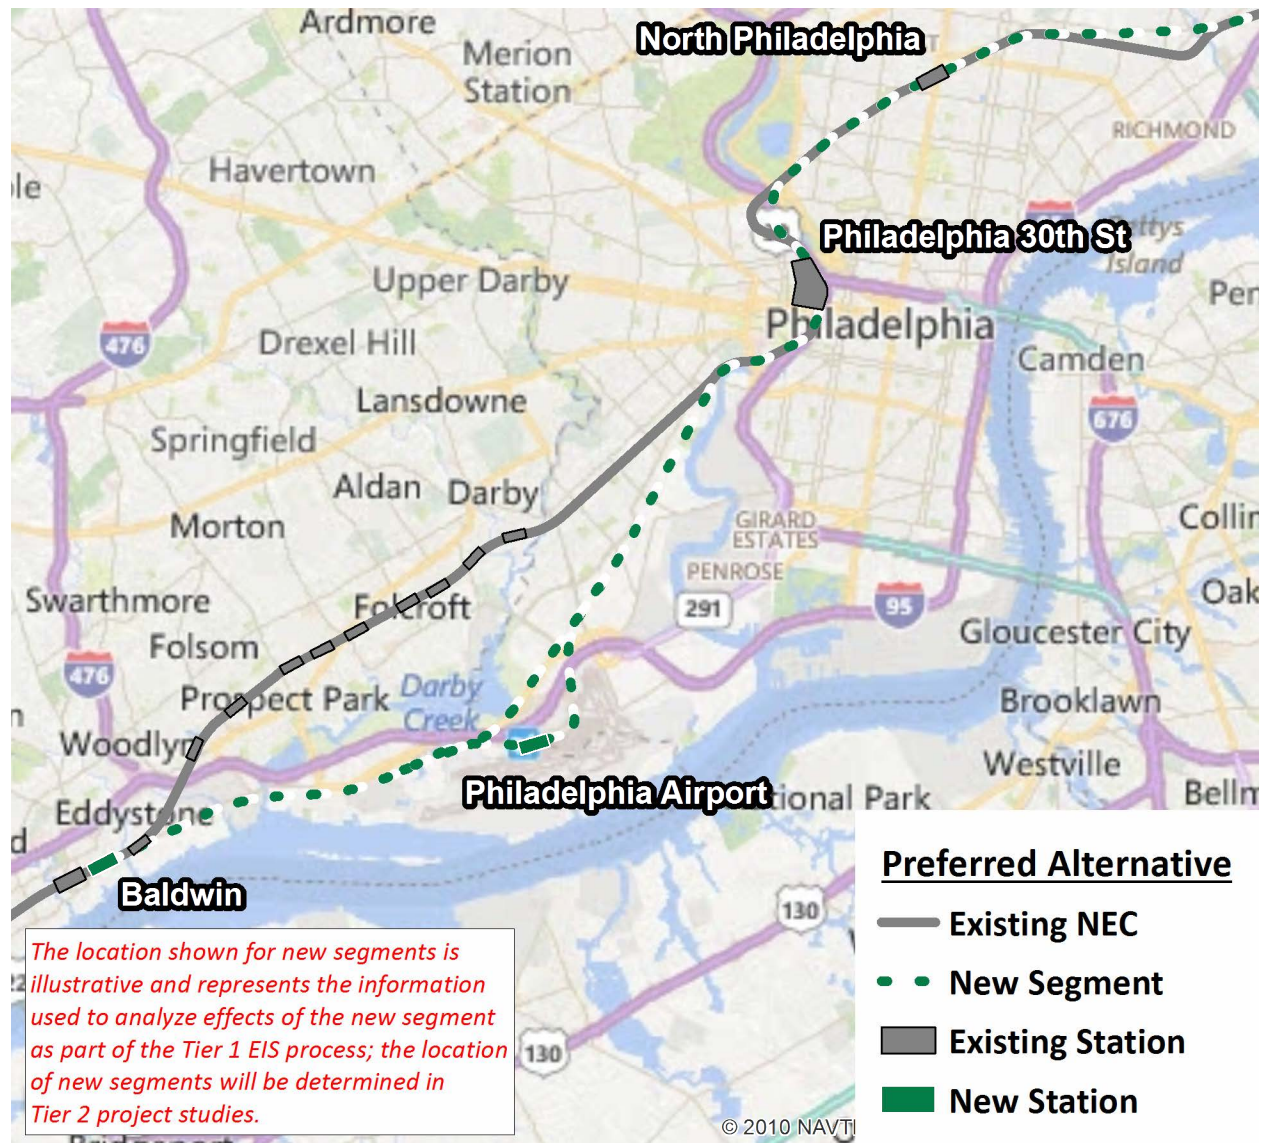 Ardmore
North Philadelphia
Merion
Station
RICHMOND
Havertown
Philadelphia 30th St
Island
Upper Darby
Philadelphia
476
Drexel Hill
Camden
Lansdowne
676
Springfield
Aldan
Darby
Morton
GIRARD
ESTATES
PENROSE
Swarthmore
Folcroft
291
95
Folsom
Gloucester City
476
Prospect Park
Darby
Creek
Brooklawn
Woodlyn
Westville
Philadelphia Airport
tional Park
Eddystone
Baldwin
Preferred Alternative
Existing NEC
New Segment
Existing Station
New Station
130
The location shown for new segments is
illustrative and represents the information
used to analyze effects of the new segment
as part of the Tier 1 EIS process; the location
of new segments will be determined in
Tier 2 project studies.
130
© 2010 NAVT